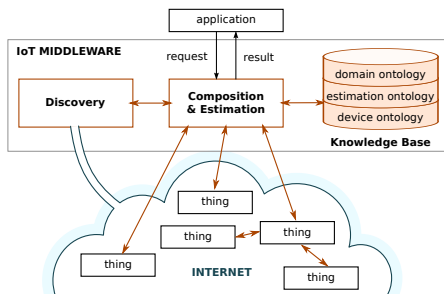 application
IoT MIDDLEWARE
request
result
Discovery
Composition
& Estimation
domain ontology
estimation ontology
device ontology
Knowledge Base
thing
thing
thing
thing
thing
INTERNET